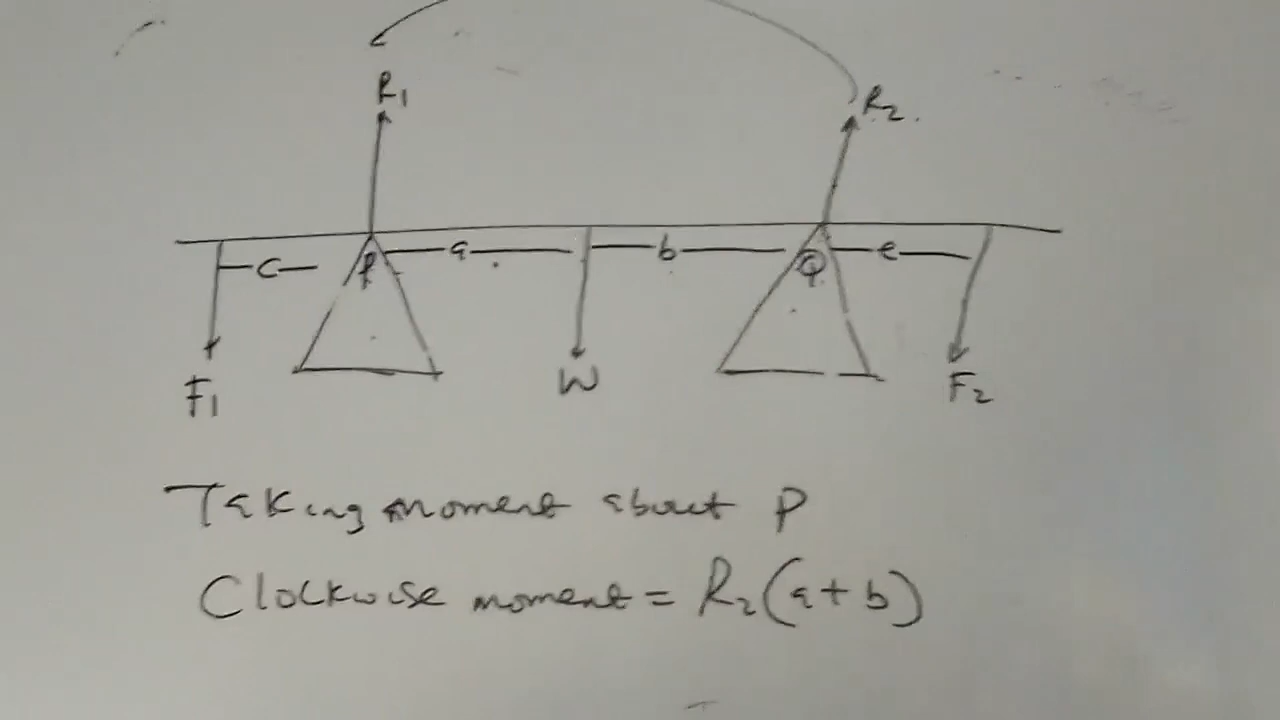 R₁ R₂.
c P a b Q e
F₁ W F₂
Taking moment about P
Clockwise moment = R₂(a+b)